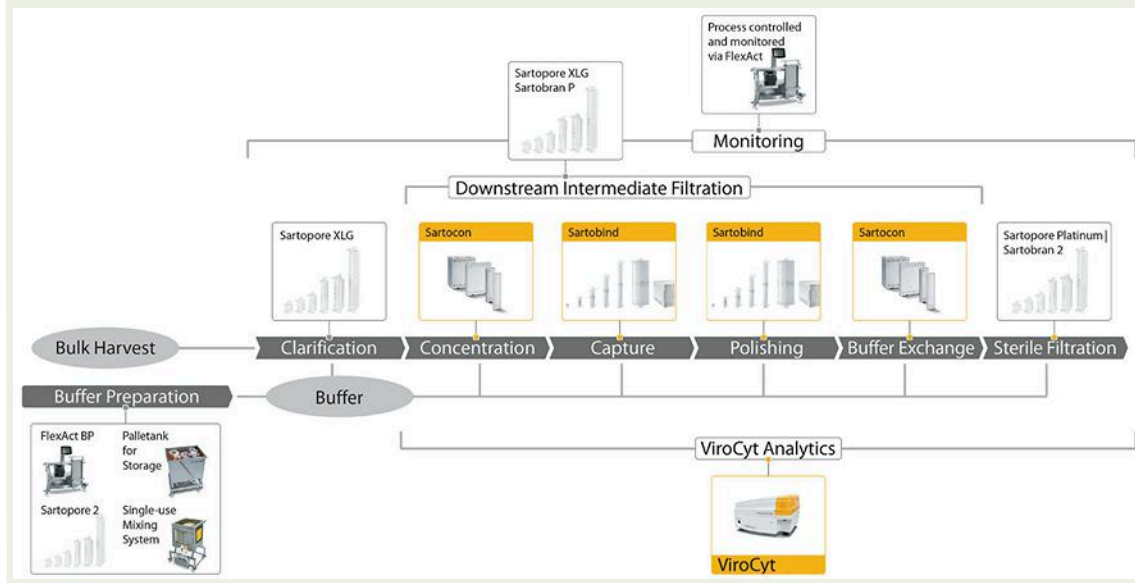 Process controlled
and monitored
via FlexAct
Sartopore XLG
Sartobran P
Monitoring
Downstream Intermediate Filtration
Sartopore XLG
Sartocon
Sartobind
Sartobind
Sartocon
Sartopore Platinum |
Sartobran 2
Bulk Harvest
Clarification
Concentration
Capture
Polishing
Buffer Exchange
Sterile Filtration
Buffer Preparation
Buffer
FlexAct BP
Palletank
for
Storage
Sartopore 2
Single-use
Mixing
System
ViroCyt Analytics
ViroCyt